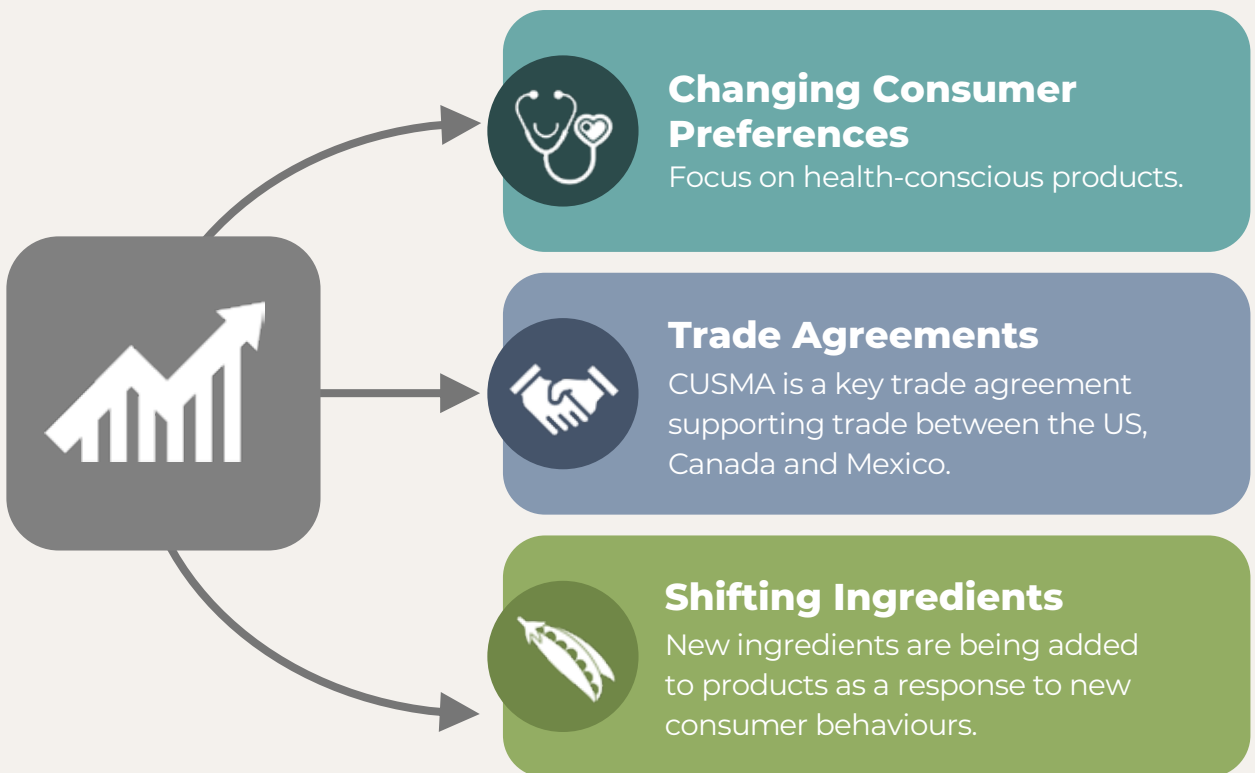 Changing Consumer
Preferences
Focus on health-conscious products.
Trade Agreements
CUSMA is a key trade agreement
supporting trade between the US,
Canada and Mexico.
Shifting Ingredients
New ingredients are being added
to products as a response to new
consumer behaviours.